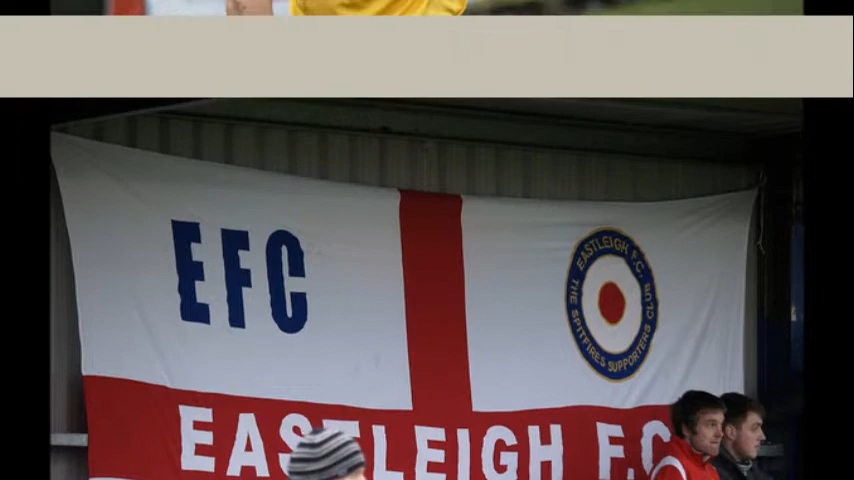 EFC
EASTLEIGH F.C.
THE SPITFIRES SUPPORTERS CLUB
EASTLEIGH F.C